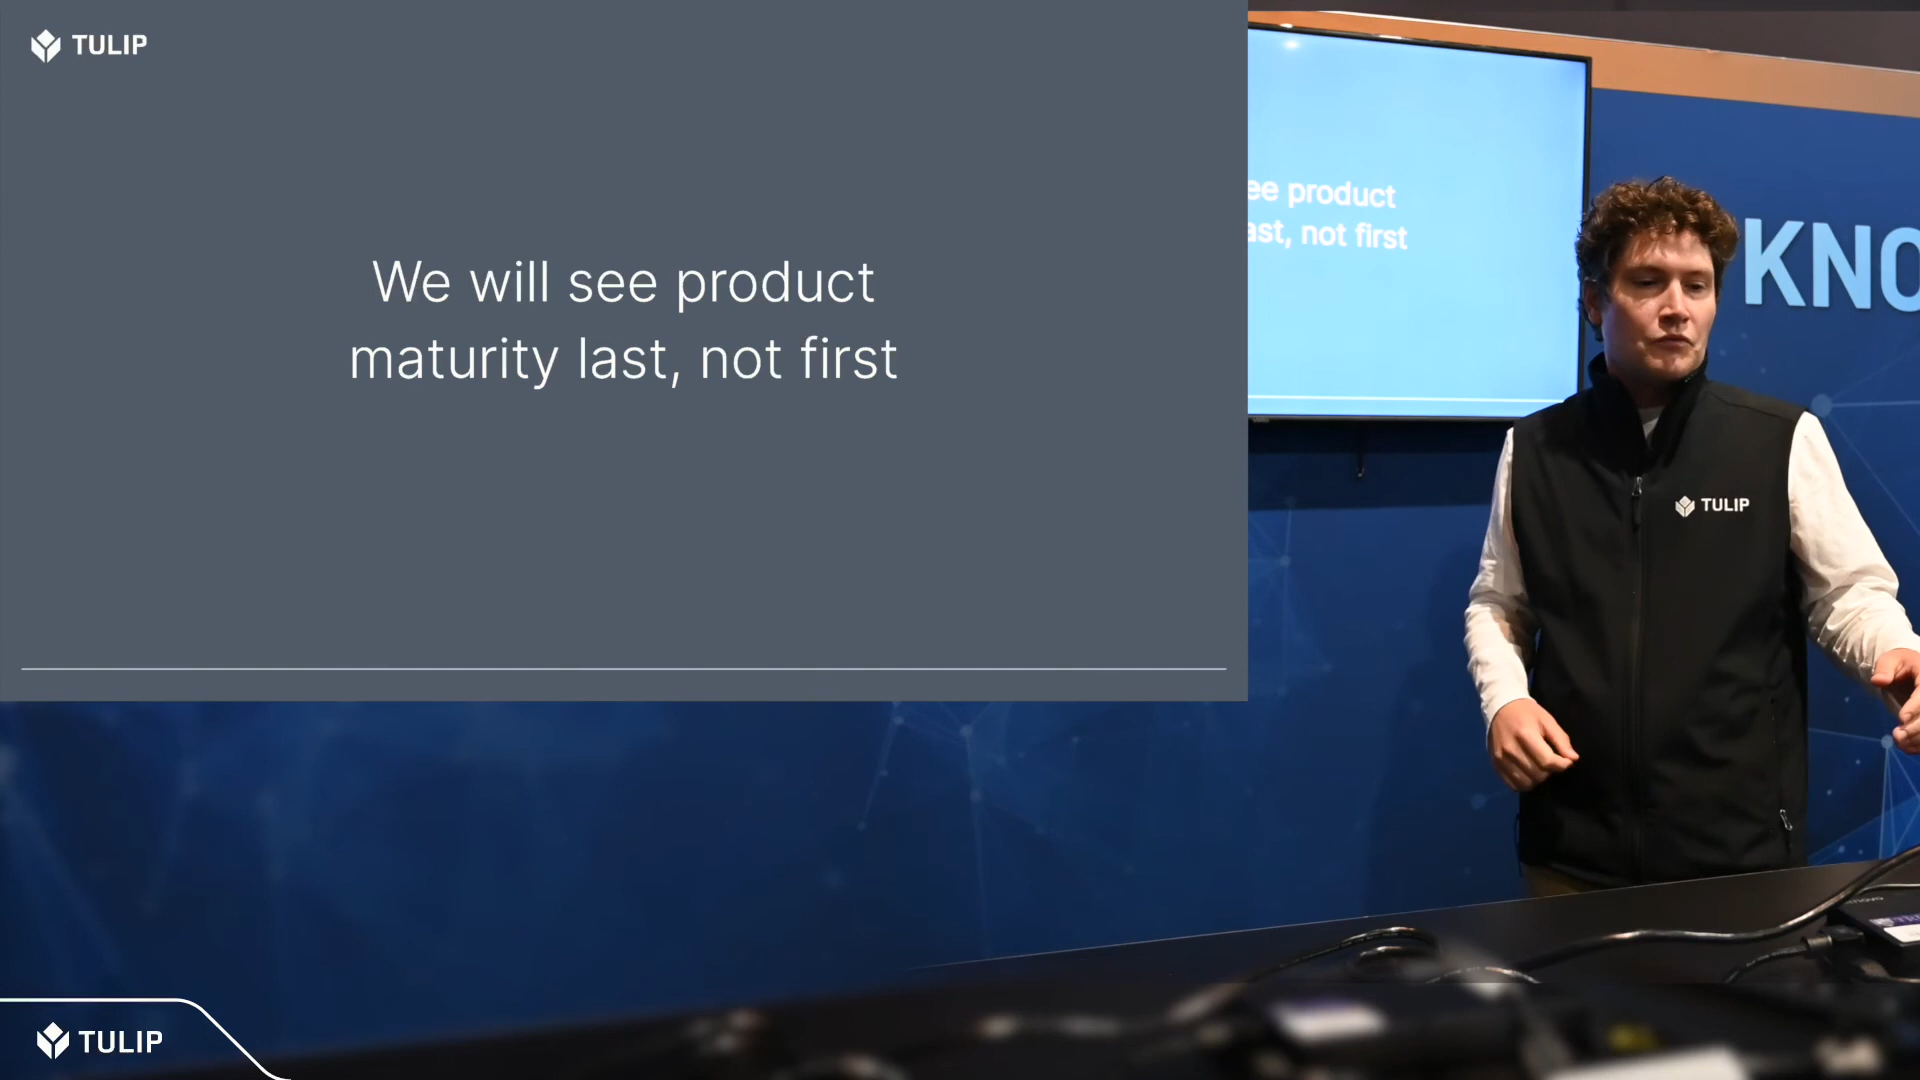 TULIP
We will see product
maturity last, not first
ee product
ast, not first
KNO
TULIP
TULIP